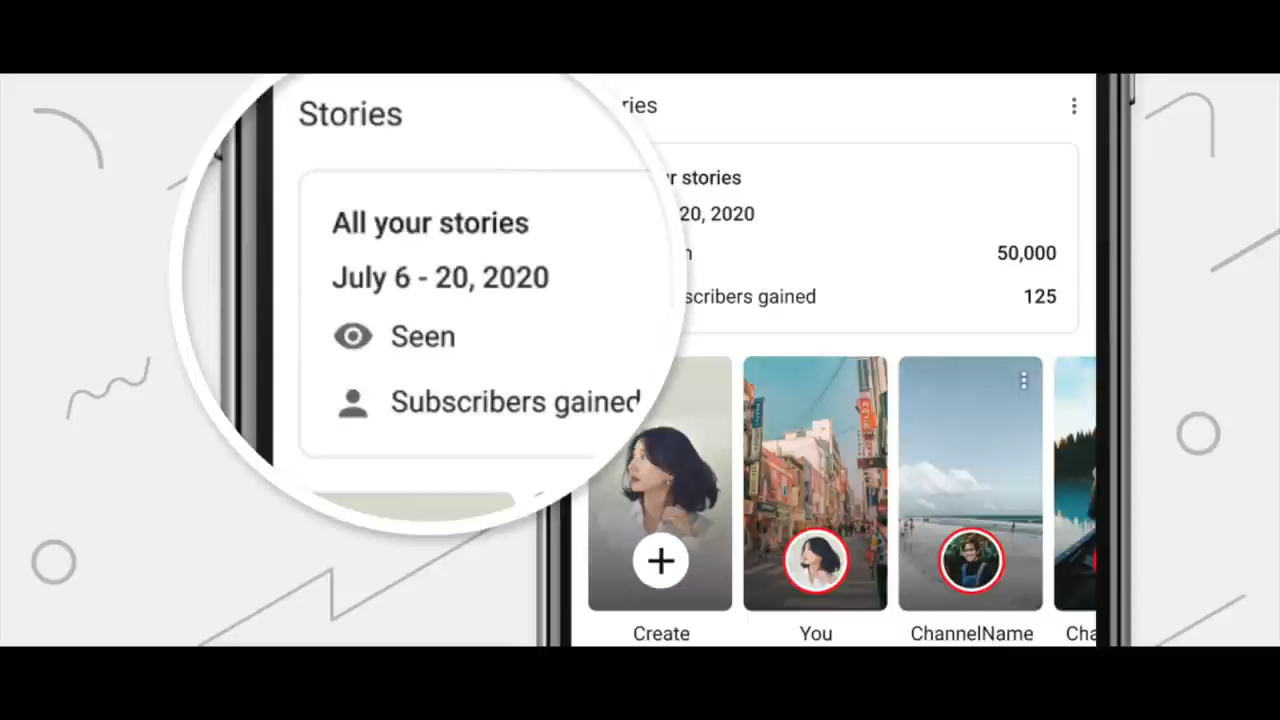 Stories
All your stories
July 6 - 20, 2020
Seen
Subscribers gained
ries
r stories
20, 2020
n
50,000
scribers gained
125
Create
You
ChannelName
Cha